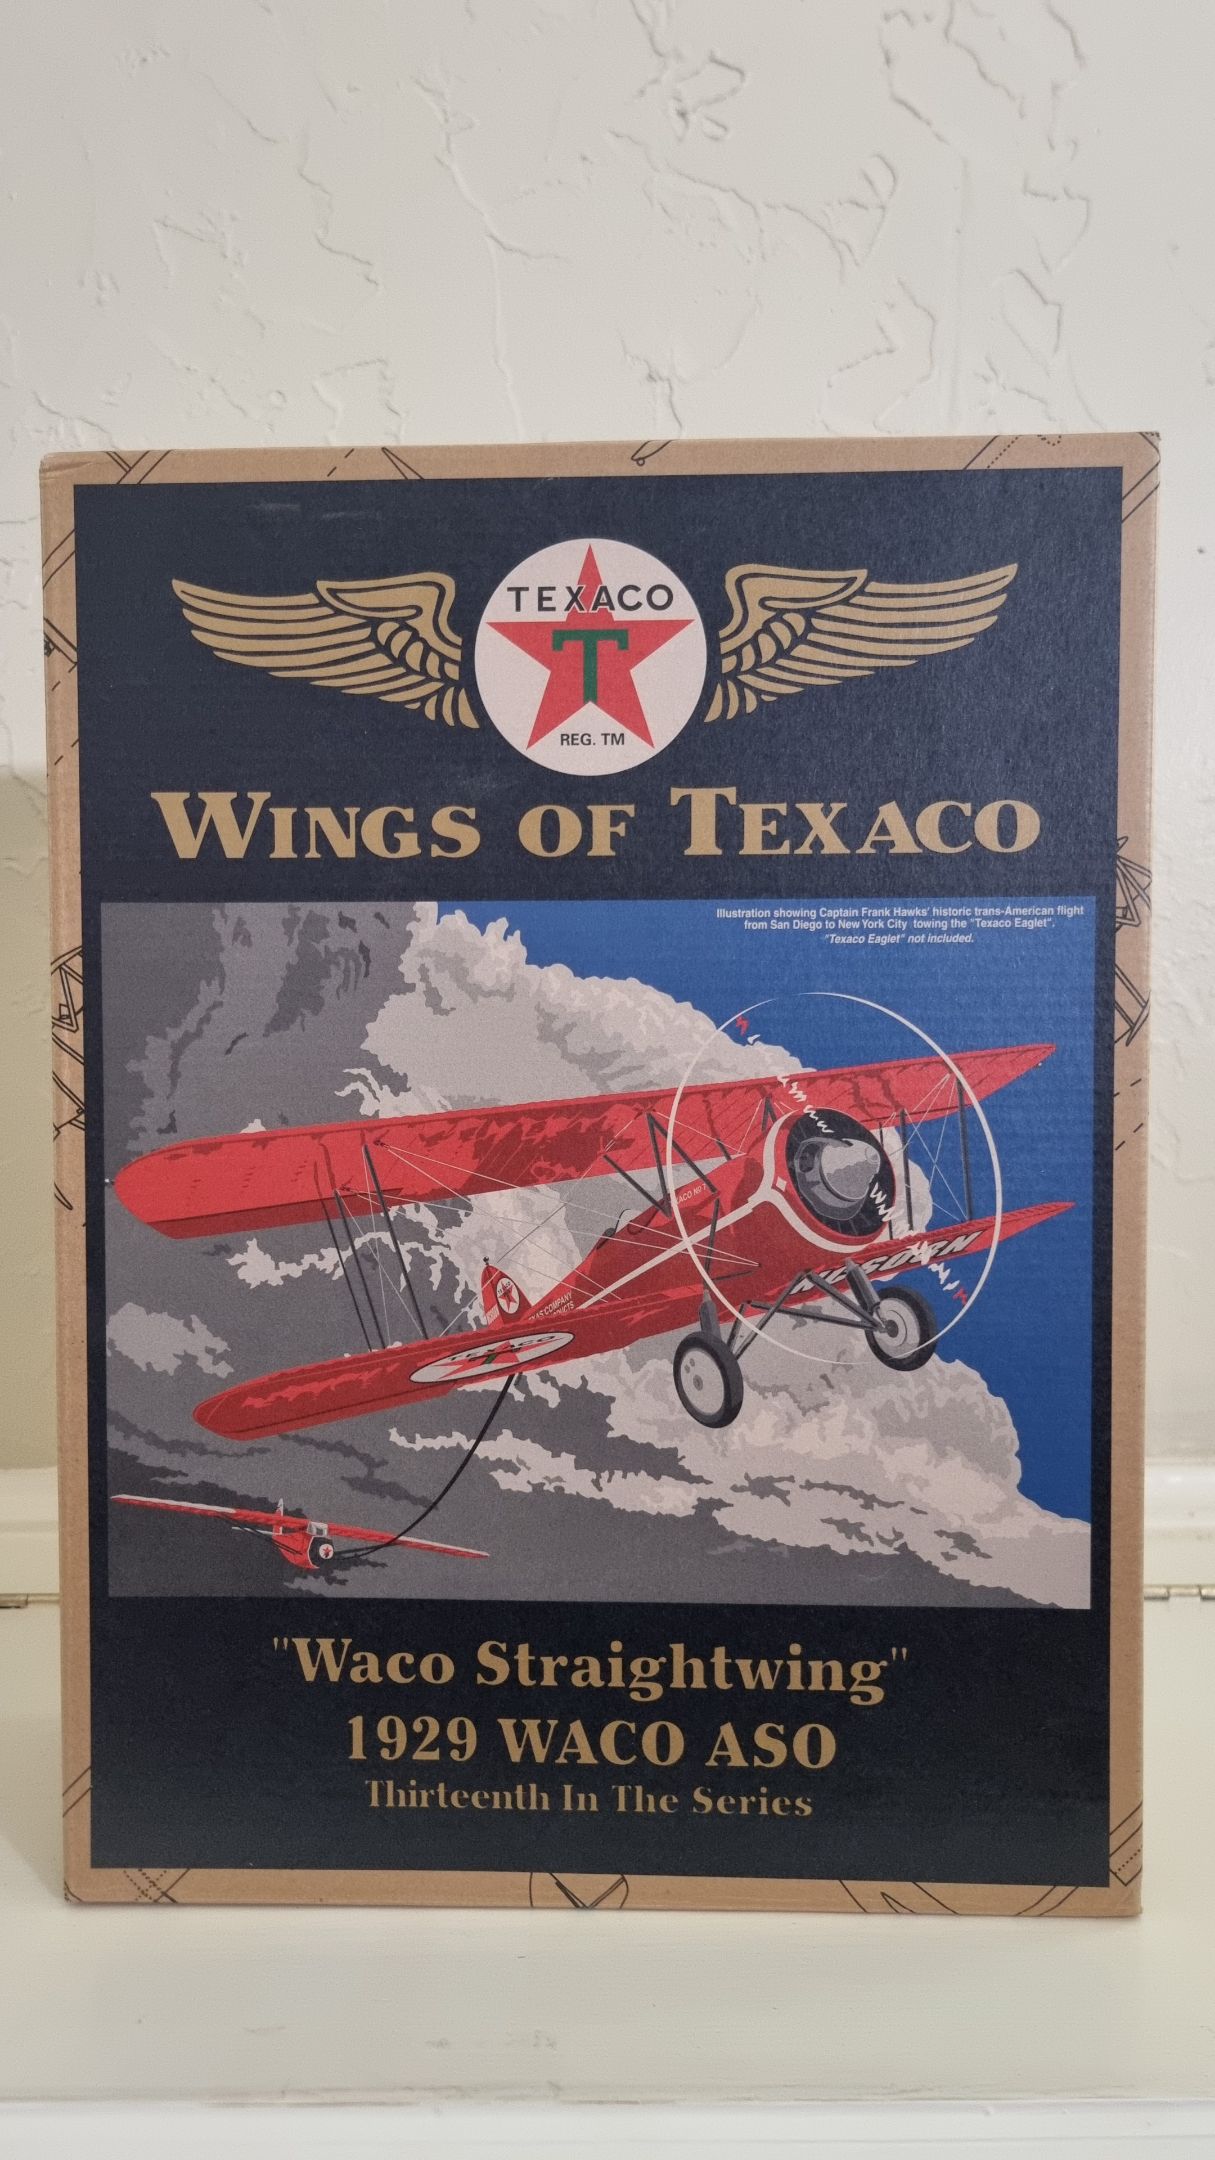 TEXACO
T
REG. TM
WINGS OF TEXACO
Illustration showing Captain Frank Hawks' historic trans-American flight
from San Diego to New York City towing the "Texaco Eaglet".
"Texaco Eaglet" not included.
TEXACO
"Waco Straightwing"
1929 WACO ASO
Thirteenth In The Series